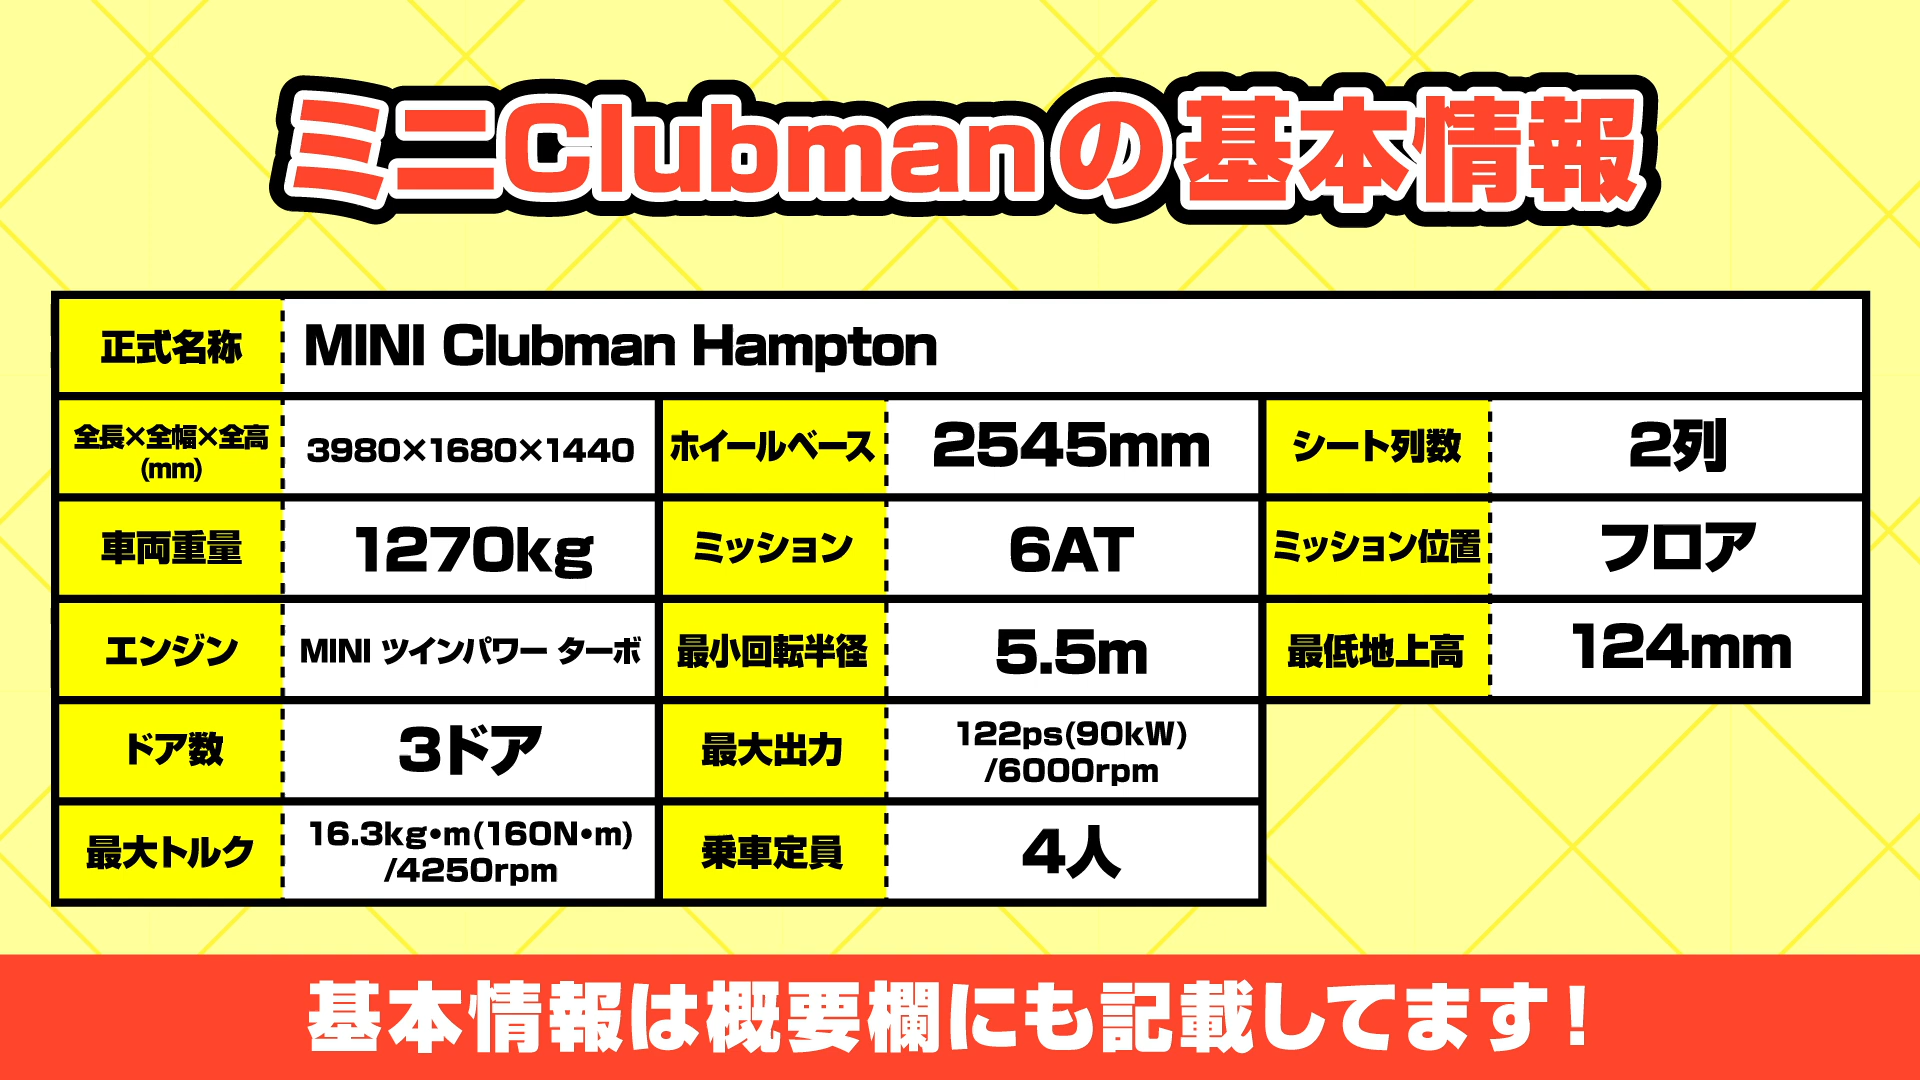 ミニClubmanの基本情報
正式名称
MINI Clubman Hampton
全長×全幅×全高
(mm)
3980×1680×1440
ホイールベース
2545mm
シート列数
2列
車両重量
1270kg
ミッション
6AT
ミッション位置
フロア
エンジン
MINI ツインパワー ターボ
最小回転半径
5.5m
最低地上高
124mm
ドア数
3ドア
最大出力
122ps(90kW)
/6000rpm
最大トルク
16.3kg・m(160N・m)
/4250rpm
乗車定員
4人
基本情報は概要欄にも記載してます！